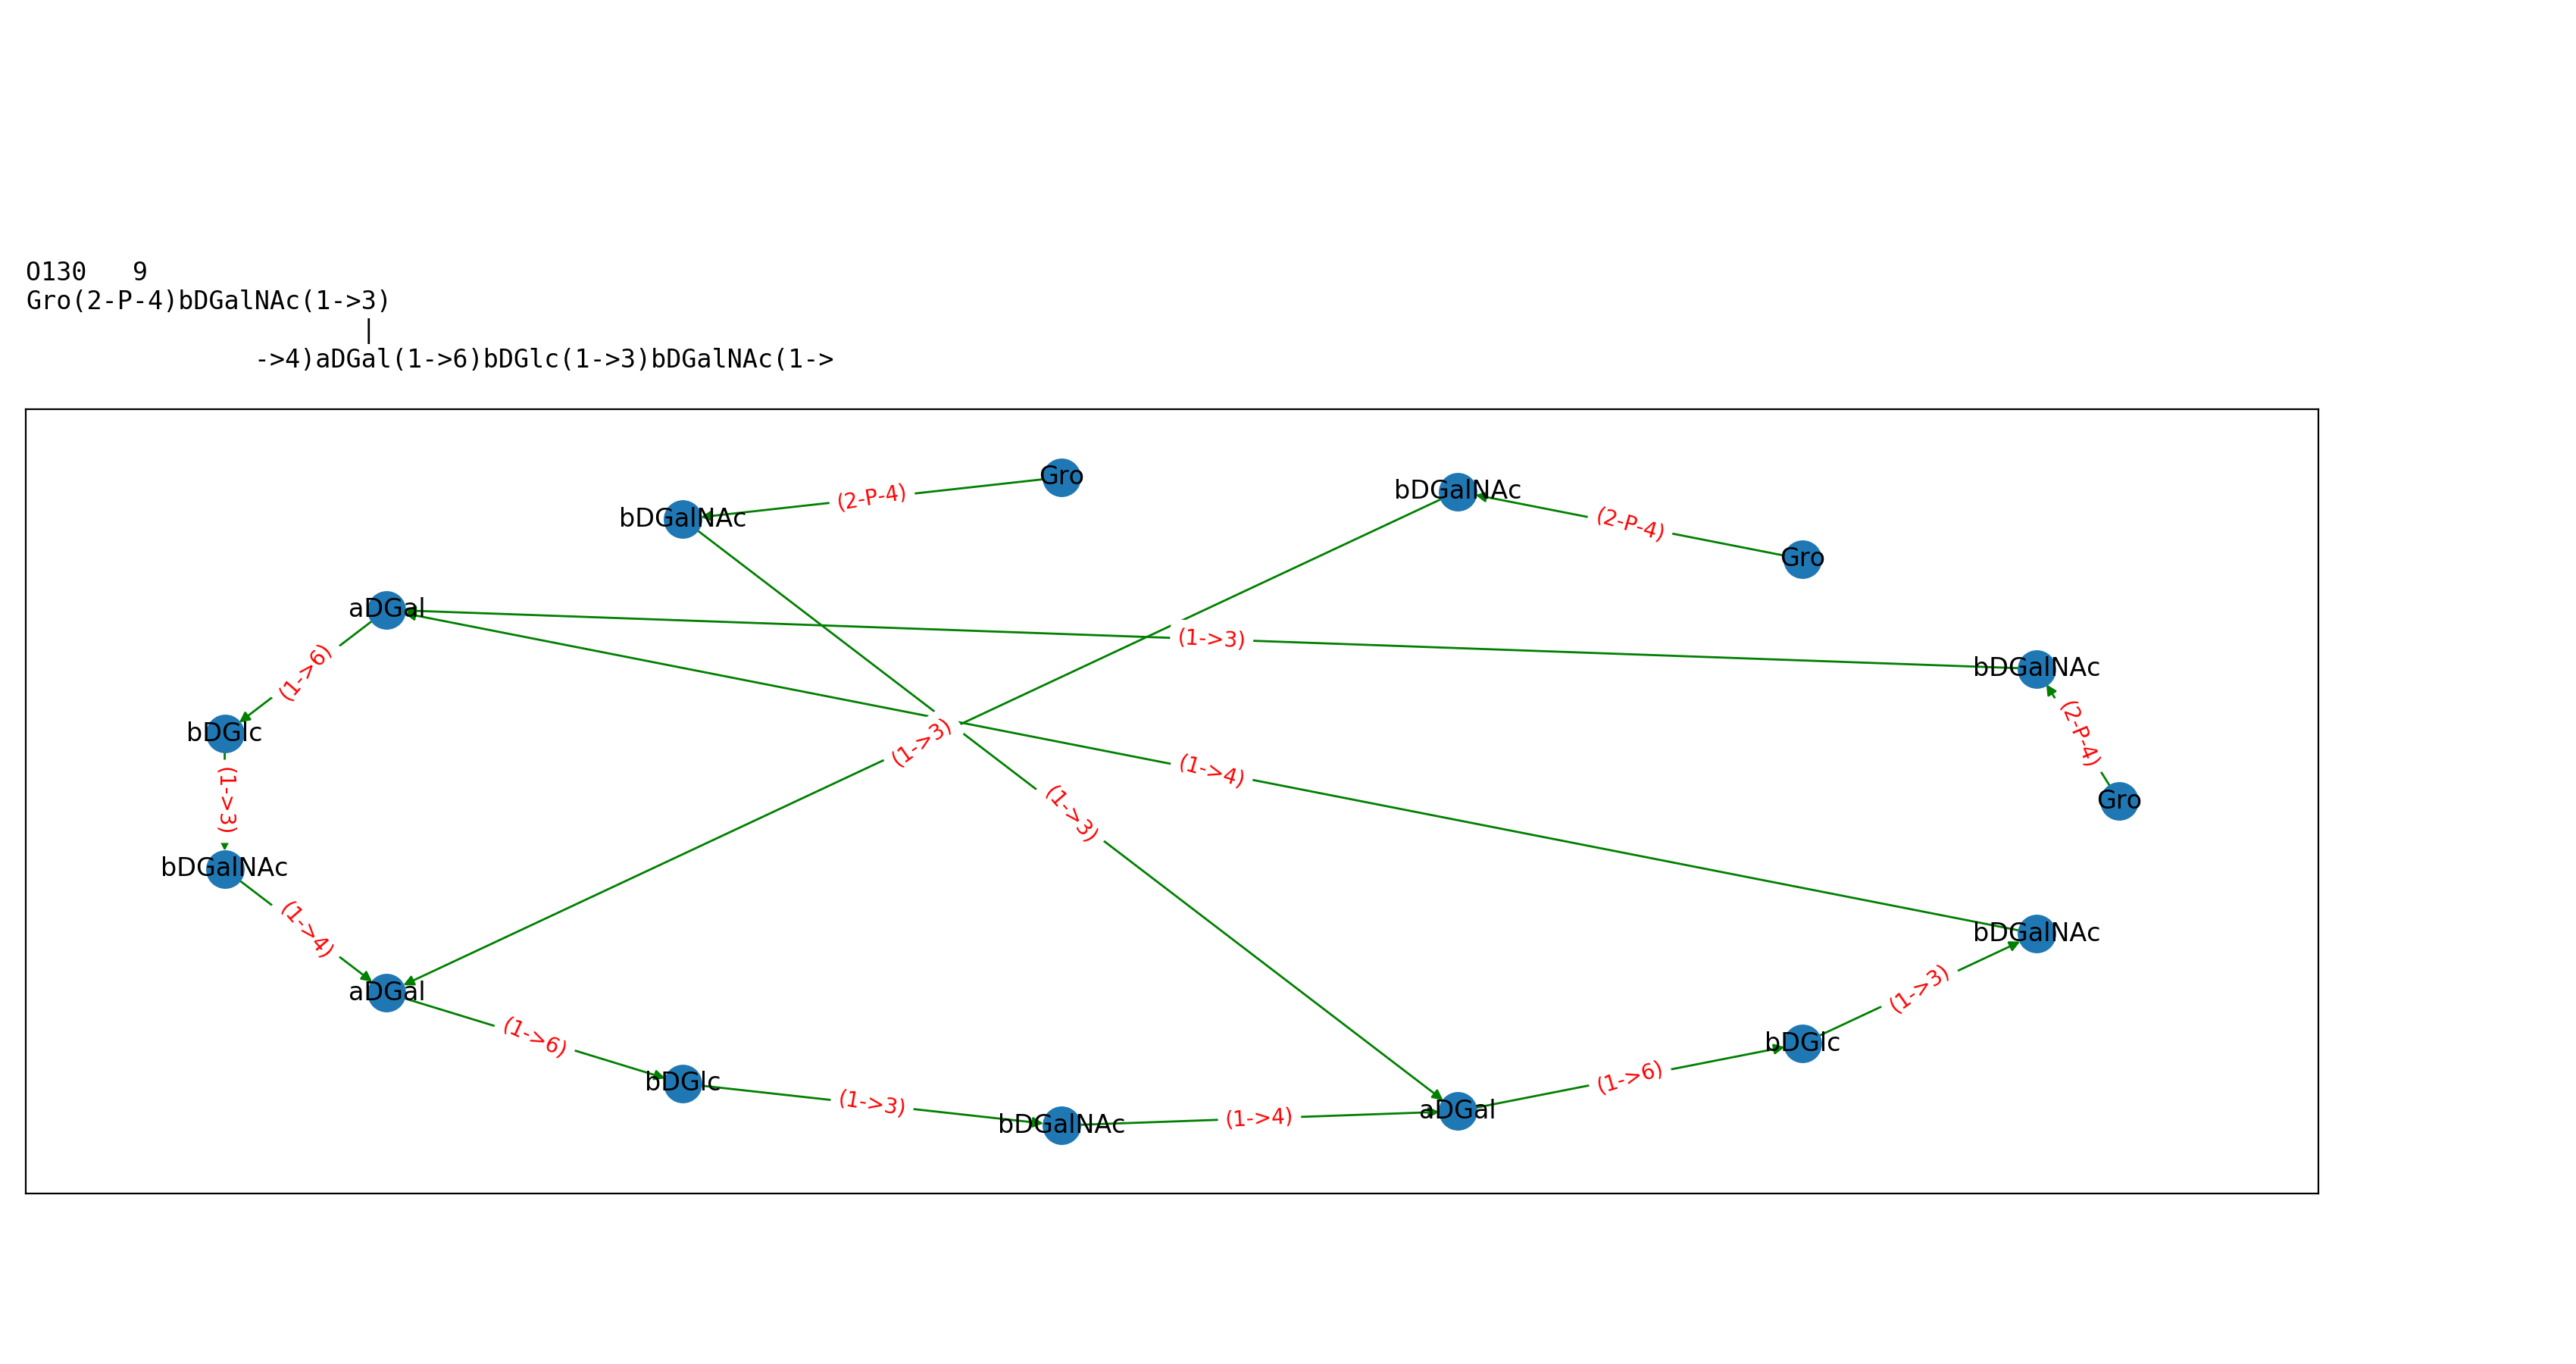 O130   9
Gro(2-P-4)bDGalNAc(1->3)
|
->4)aDGal(1->6)bDGlc(1->3)bDGalNAc(1->
Gro
bDGalNAc
(2-P-4)
bDGalNAc
(2-P-4)
Gro
aDGal
(1->3)
bDGalNAc
(1->6)
bDGlc
(1->3)
(1->4)
(2-P-4)
Gro
(1->3)
(1->3)
bDGalNAc
(1->4)
bDGalNAc
aDGal
(1->3)
(1->6)
bDGlc
bDGlc
(1->3)
(1->6)
bDGalNAc
(1->4)
aDGal